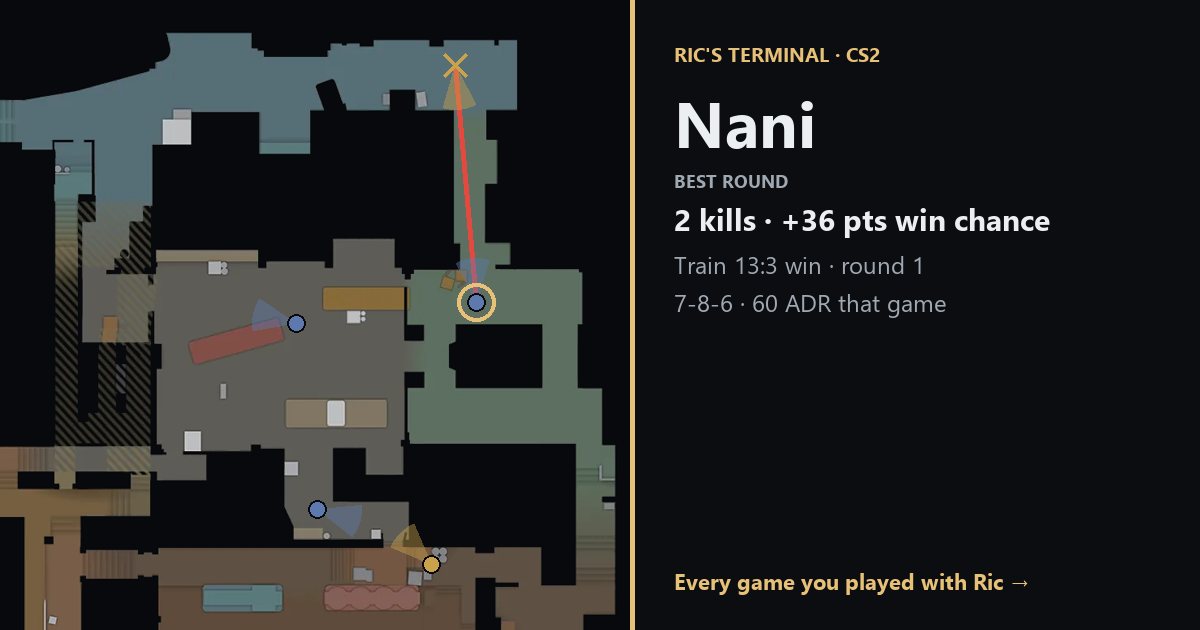 RIC'S TERMINAL · CS2
Nani
BEST ROUND
2 kills · +36 pts win chance
Train 13:3 win · round 1
7-8-6 · 60 ADR that game
Every game you played with Ric →